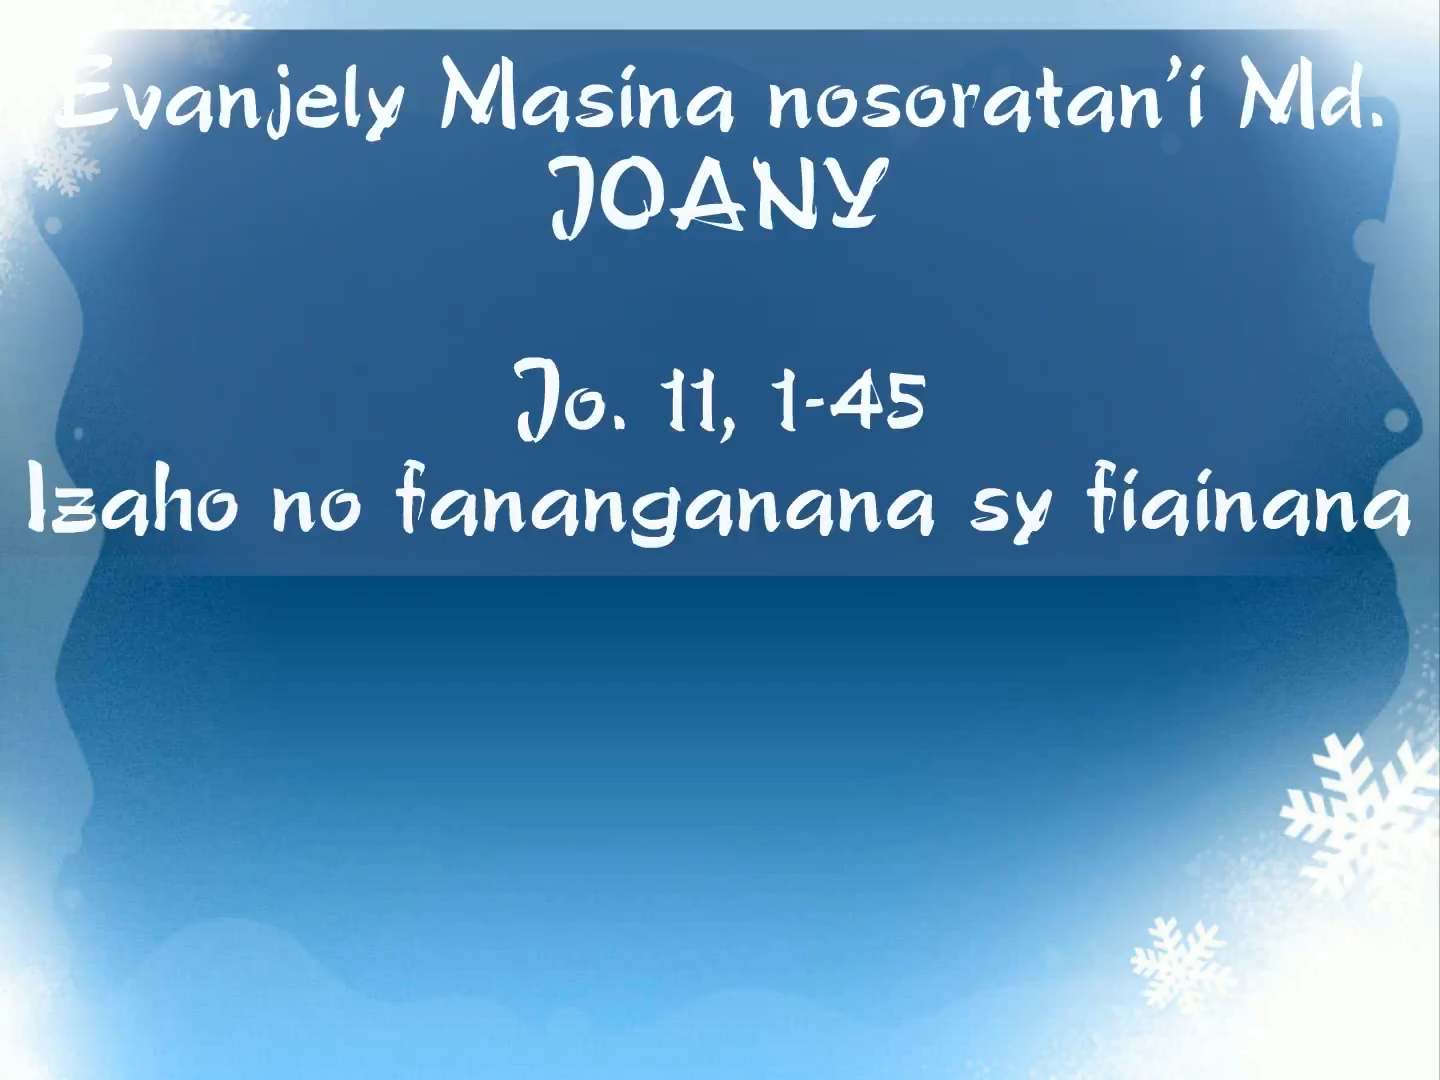 Evanjely Masina nosoratan'i Md.
JOANY
Jo. 11, 1-45
Izaho no fananganana sy fiainana